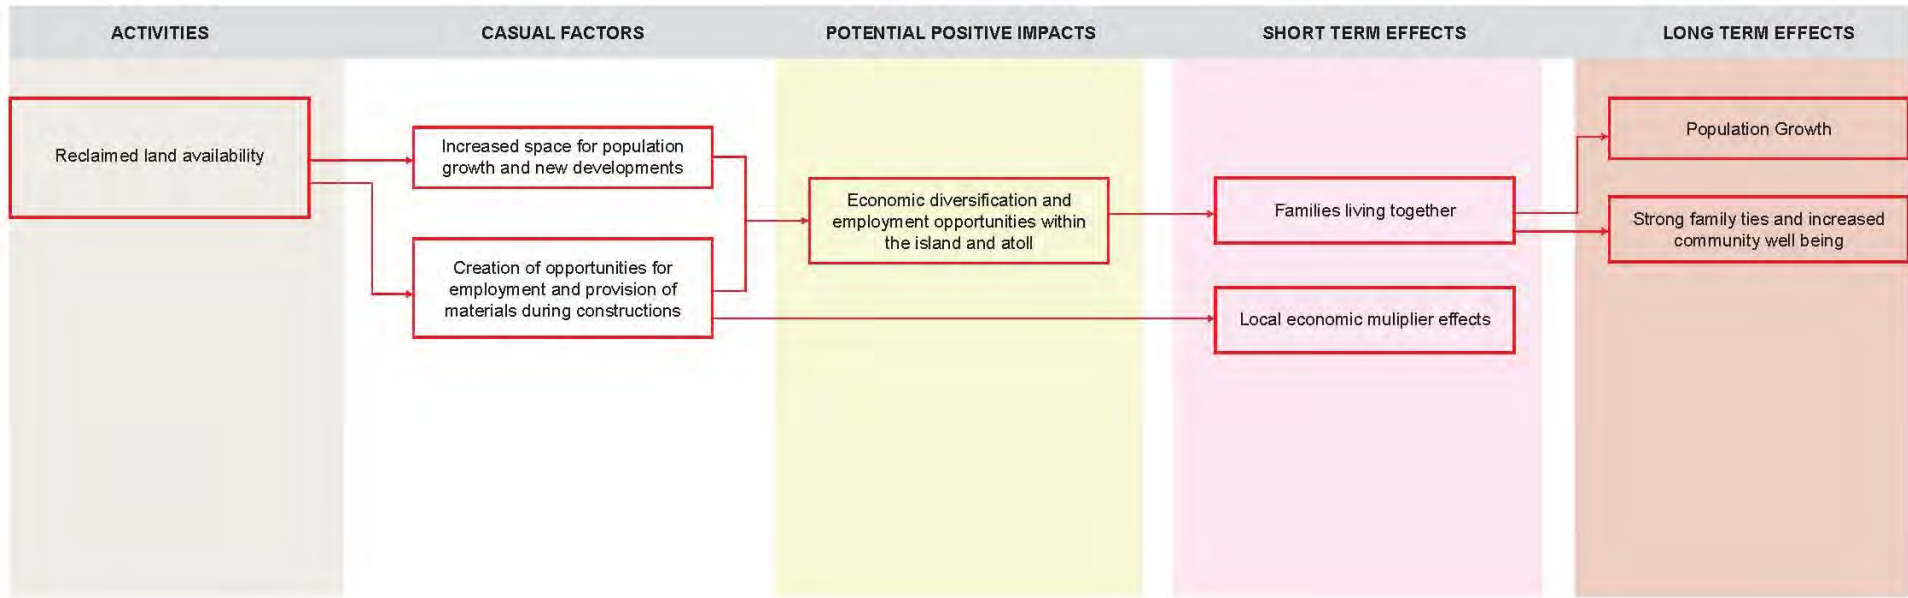 ACTIVITIES
CASUAL FACTORS
POTENTIAL POSITIVE IMPACTS
SHORT TERM EFFECTS
LONG TERM EFFECTS
Reclaimed land availability
Increased space for population
growth and new developments
Creation of opportunities for
employment and provision of
materials during constructions
Economic diversification and
employment opportunities within
the island and atoll
Families living together
Local economic muliplier effects
Population Growth
Strong family ties and increased
community well being